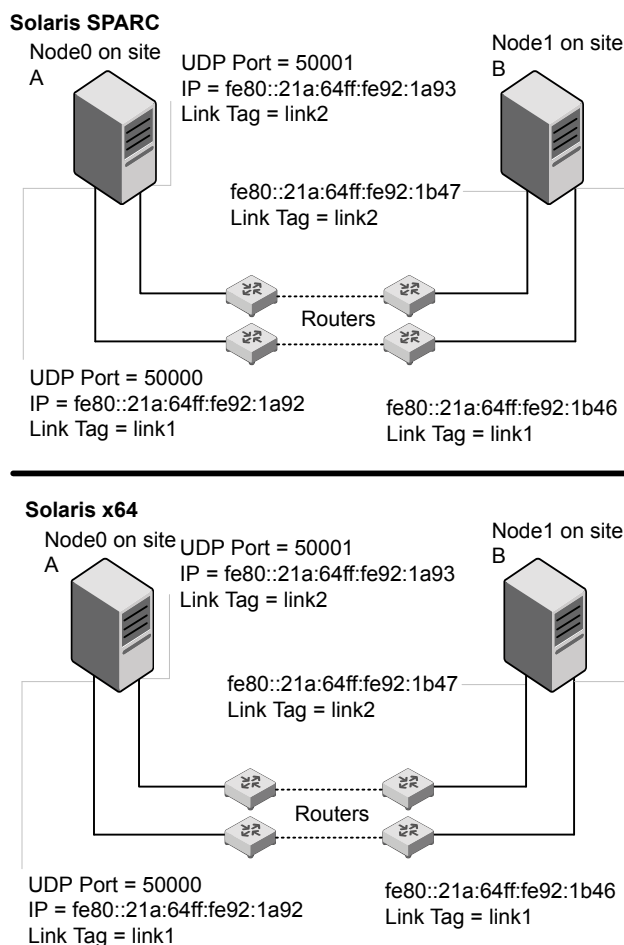 Solaris SPARC
Node0 on site
A
UDP Port = 50001
IP = fe80::21a:64ff:fe92:1a93
Link Tag = link2
Node1 on site
B
fe80::21a:64ff:fe92:1b47
Link Tag = link2
Routers
UDP Port = 50000
IP = fe80::21a:64ff:fe92:1a92
Link Tag = link1
fe80::21a:64ff:fe92:1b46
Link Tag = link1
Solaris x64
Node0 on site
A
UDP Port = 50001
IP = fe80::21a:64ff:fe92:1a93
Link Tag = link2
Node1 on site
B
fe80::21a:64ff:fe92:1b47
Link Tag = link2
Routers
UDP Port = 50000
IP = fe80::21a:64ff:fe92:1a92
Link Tag = link1
fe80::21a:64ff:fe92:1b46
Link Tag = link1